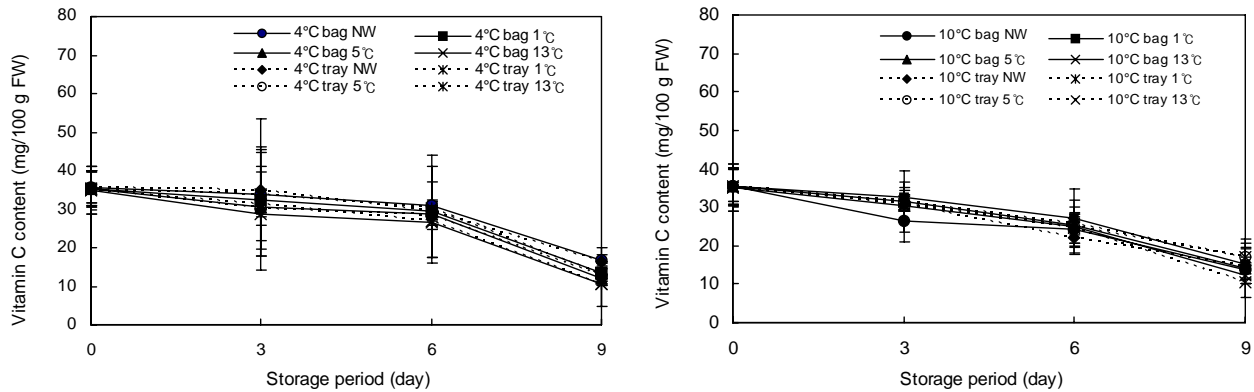 Vitamin C content (mg/100 g FW)
80
70
60
50
40
30
20
10
0
4°C bag NW
4°C bag 1℃
4°C bag 5℃
4°C bag 13℃
4°C tray NW
4°C tray 1℃
4°C tray 5℃
4°C tray 13℃
0 3 6 9
Storage period (day)
Vitamin C content (mg/100 g FW)
80
70
60
50
40
30
20
10
0
10°C bag NW
10°C bag 1℃
10°C bag 5℃
10°C bag 13℃
10°C tray NW
10°C tray 1℃
10°C tray 5℃
10°C tray 13℃
0 3 6 9
Storage period (day)